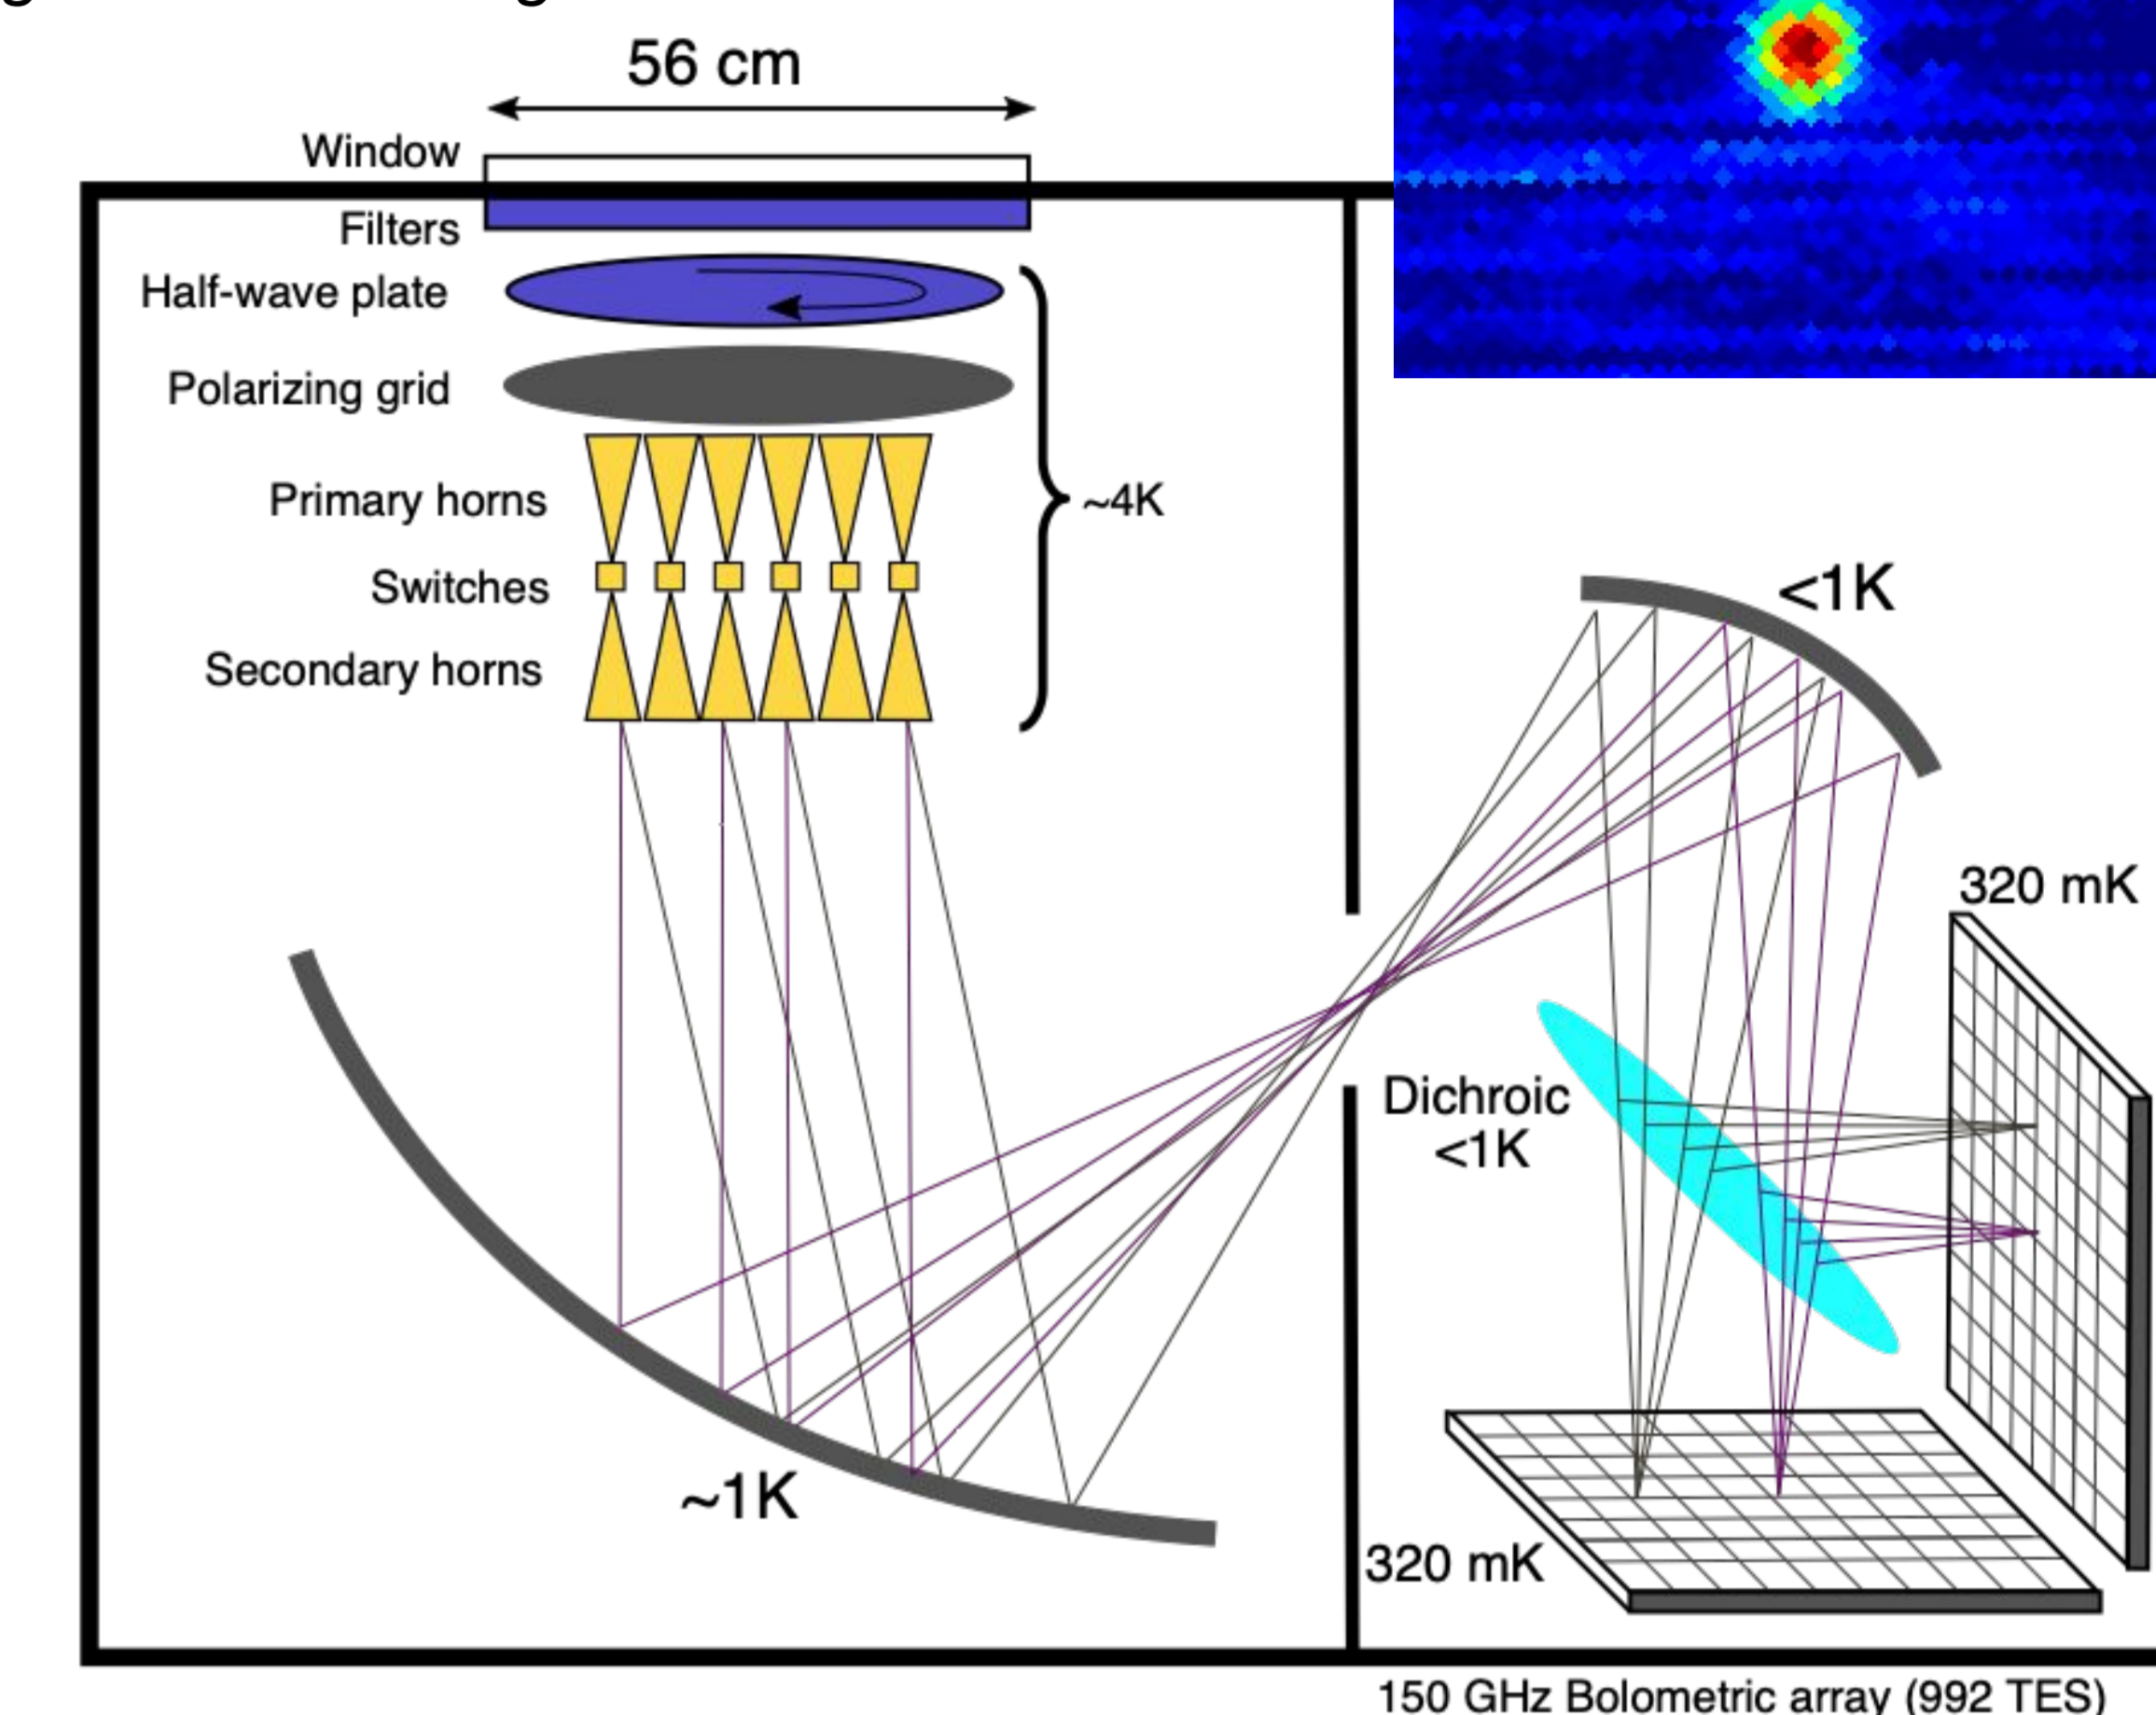 56 cm
Window
Filters
Half-wave plate
Polarizing grid
Primary horns
~4K
Switches
Secondary horns
<1K
320 mK
Dichroic
<1K
~1K
320 mK
150 GHz Bolometric array (992 TES)